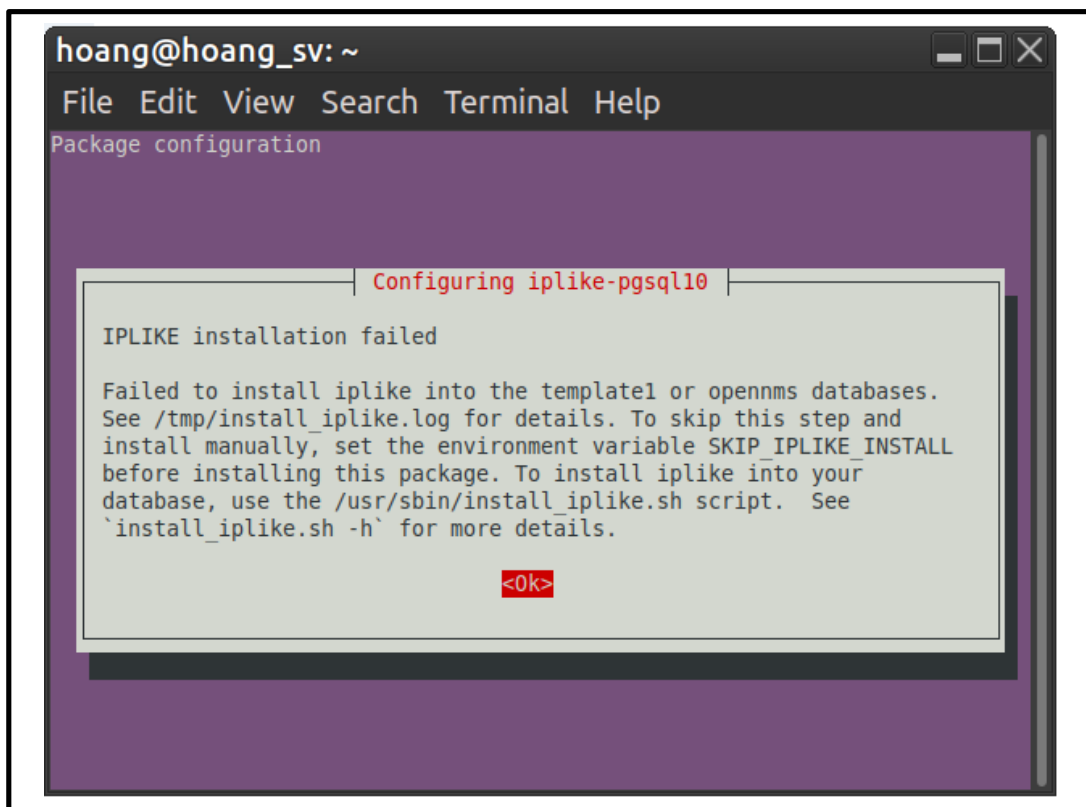 hoang@hoang_sv: ~
File Edit View Search Terminal Help
Package configuration
Configuring iplike-pgsql10
IPLIKE installation failed
Failed to install iplike into the template1 or opennms databases.
See /tmp/install_iplike.log for details. To skip this step and
install manually, set the environment variable SKIP_IPLIKE_INSTALL
before installing this package. To install iplike into your
database, use the /usr/sbin/install_iplike.sh script.  See
`install_iplike.sh -h` for more details.
<Ok>